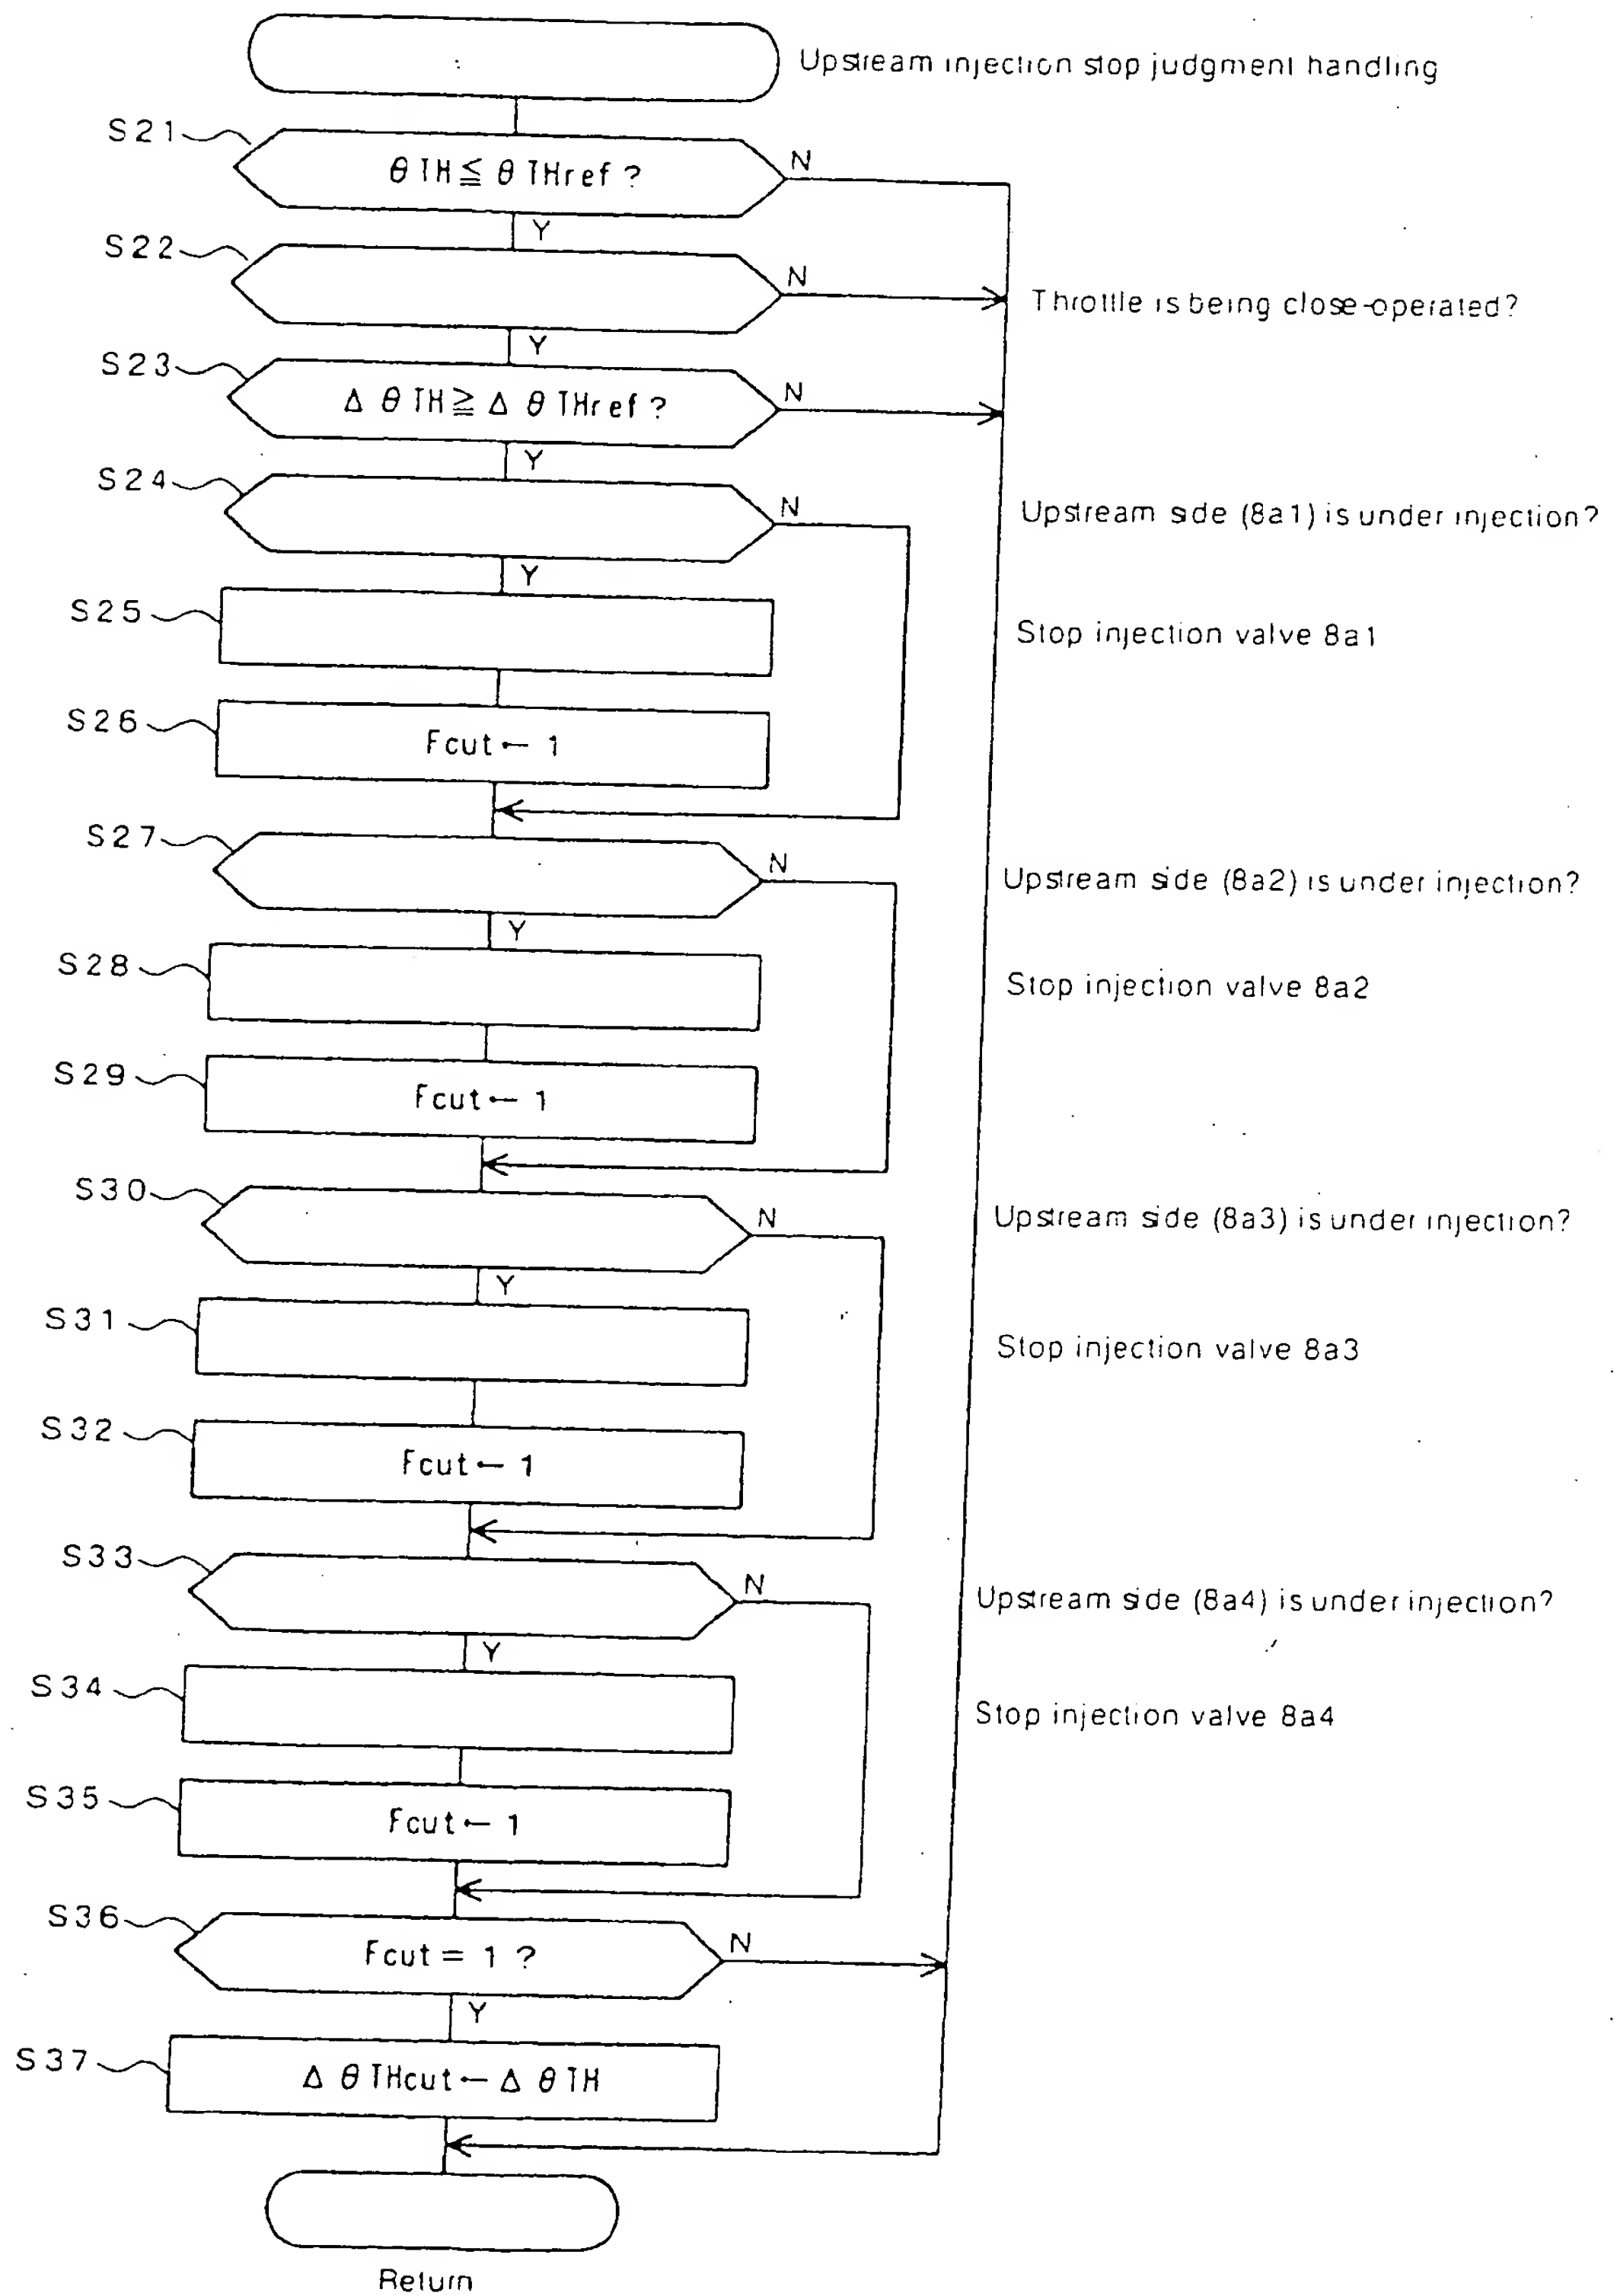 Upstream injection stop judgment handling
S21
θTH ≦ θTHref ?
N
Y
S22
N
Throttle is being close-operated?
Y
S23
Δ θTH ≧ Δ θTHref ?
N
Y
S24
N
Upstream side (8a1) is under injection?
Y
S25
Stop injection valve 8a1
S26
Fcut ← 1
S27
N
Upstream side (8a2) is under injection?
Y
S28
Stop injection valve 8a2
S29
Fcut ← 1
S30
N
Upstream side (8a3) is under injection?
Y
S31
Stop injection valve 8a3
S32
Fcut ← 1
S33
N
Upstream side (8a4) is under injection?
Y
S34
Stop injection valve 8a4
S35
Fcut ← 1
S36
Fcut = 1 ?
N
Y
S37
Δ θTHcut ← Δ θTH
Return